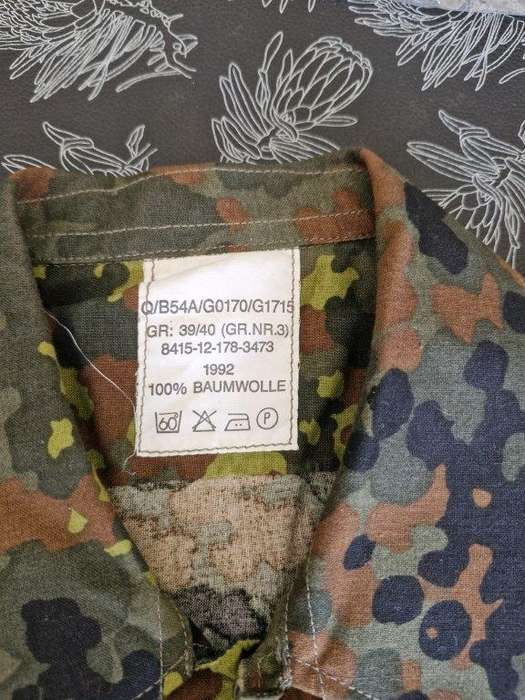 Q/B54A/G0170/G1715
GR: 39/40 (GR.NR.3)
8415-12-178-3473
1992
100% BAUMWOLLE
60 P